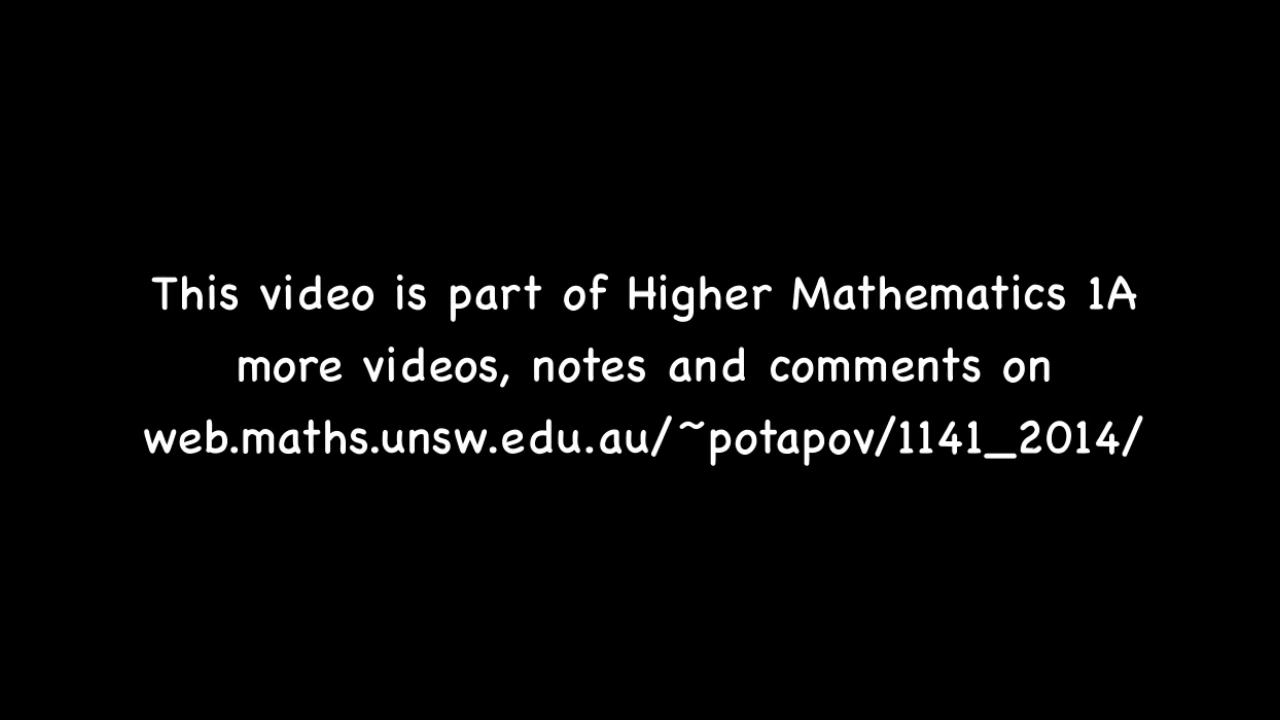 This video is part of Higher Mathematics 1A
more videos, notes and comments on
web.maths.unsw.edu.au/~potapov/1141_2014/